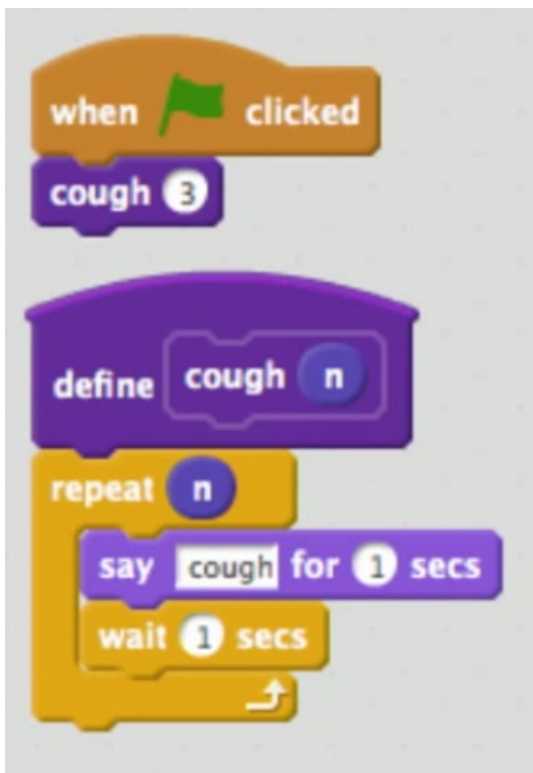 when clicked
cough 3
define cough n
repeat n
say cough for 1 secs
wait 1 secs